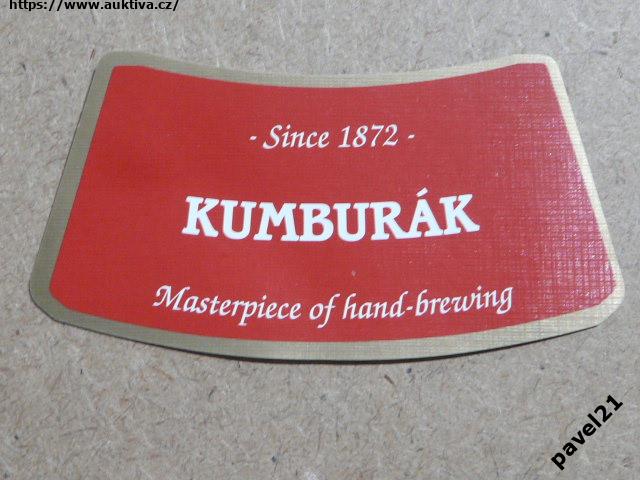 https://www.auktiva.cz/
- Since 1872 -
KUMBURÁK
Masterpiece of hand-brewing
pavel21